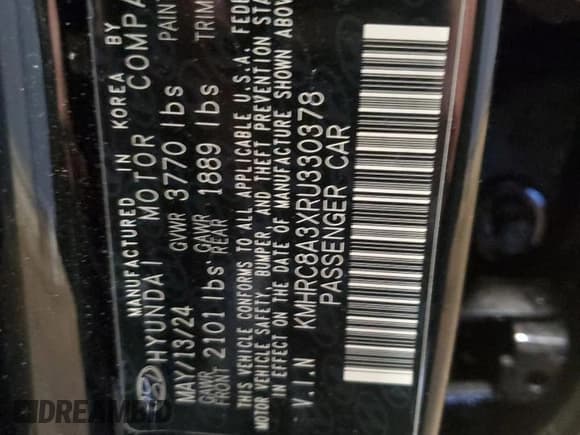 MANUFACTURED IN KOREA BY
HYUNDAI MOTOR COMPA
MAY/13/24 GVWR 3770 lbs PAINT
GAWR FRONT 2101 lbs GAWR REAR 1889 lbs TRIM
THIS VEHICLE CONFORMS TO ALL APPLICABLE U.S.A. FEDE
MOTOR VEHICLE SAFETY, BUMPER, AND THEFT PREVENTION STA
IN EFFECT ON THE DATE OF MANUFACTURE SHOWN ABOV
V.I.N KMHRC8A3XRU330378
PASSENGER CAR
DREAMBID